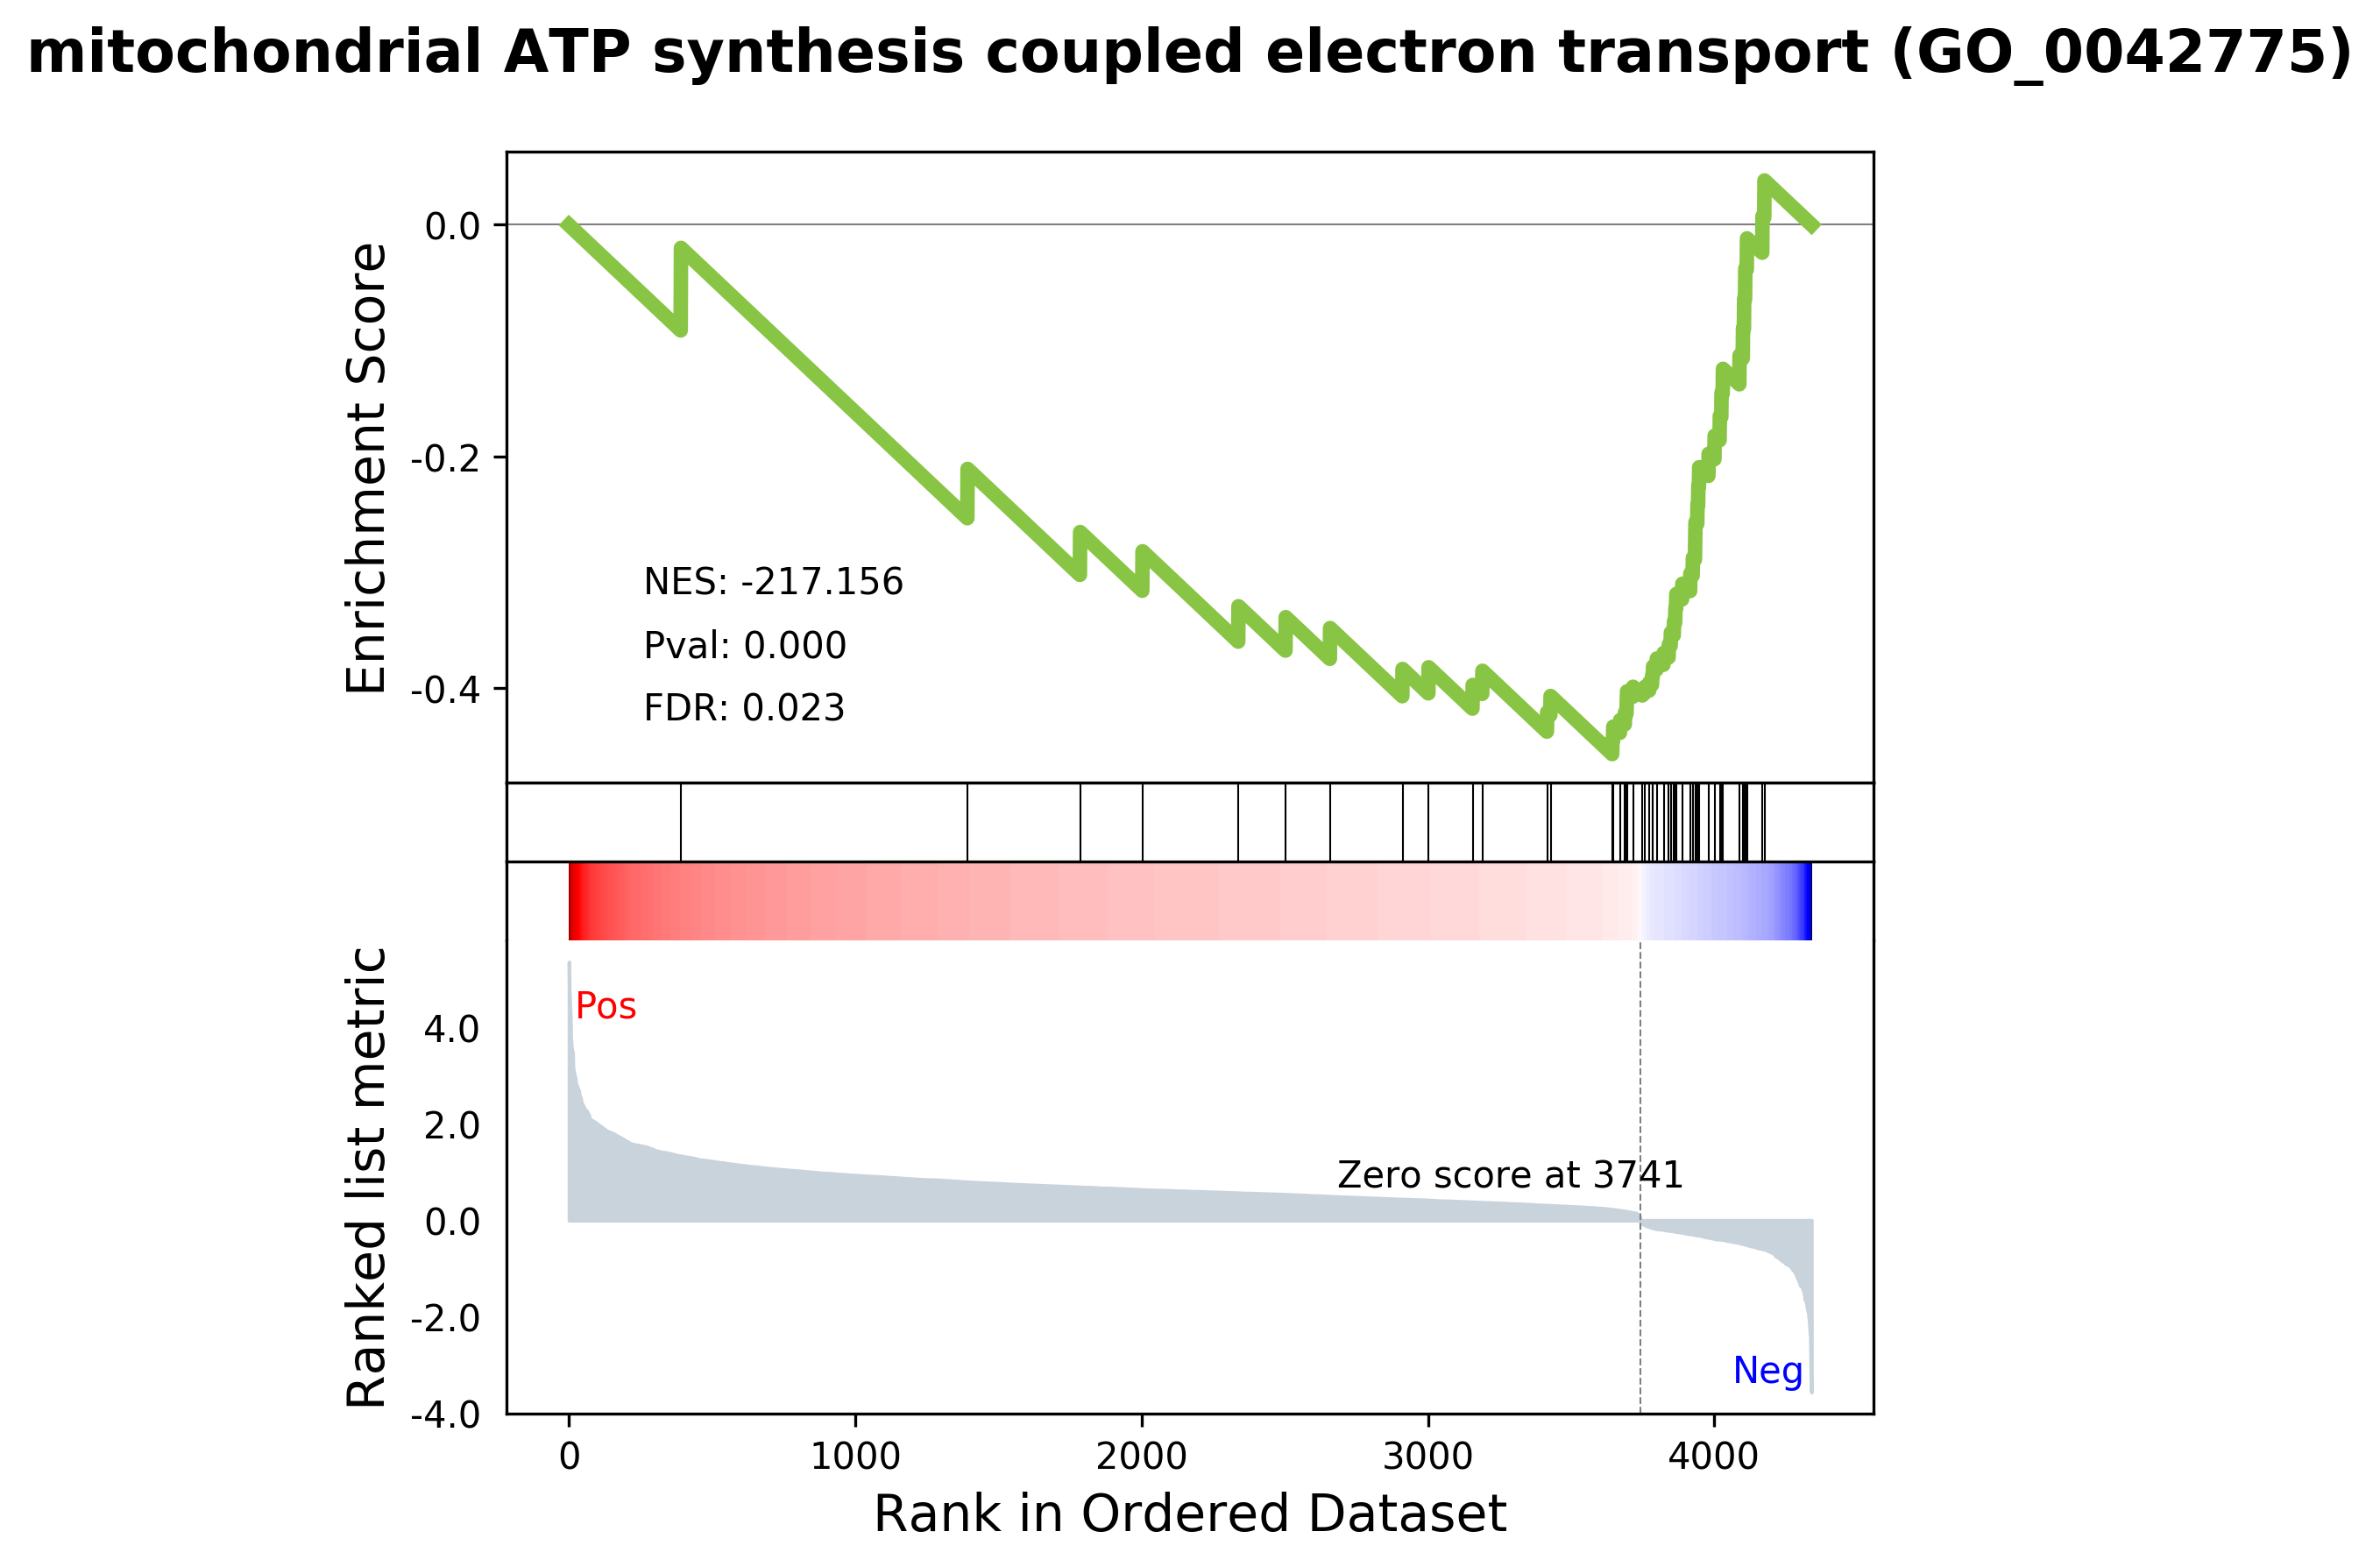 mitochondrial ATP synthesis coupled electron transport (GO_0042775)
Enrichment Score
0.0
-0.2
-0.4
NES: -217.156
Pval: 0.000
FDR: 0.023
Ranked list metric
4.0
2.0
0.0
-2.0
-4.0
Pos
Zero score at 3741
Neg
0
1000
2000
3000
4000
Rank in Ordered Dataset